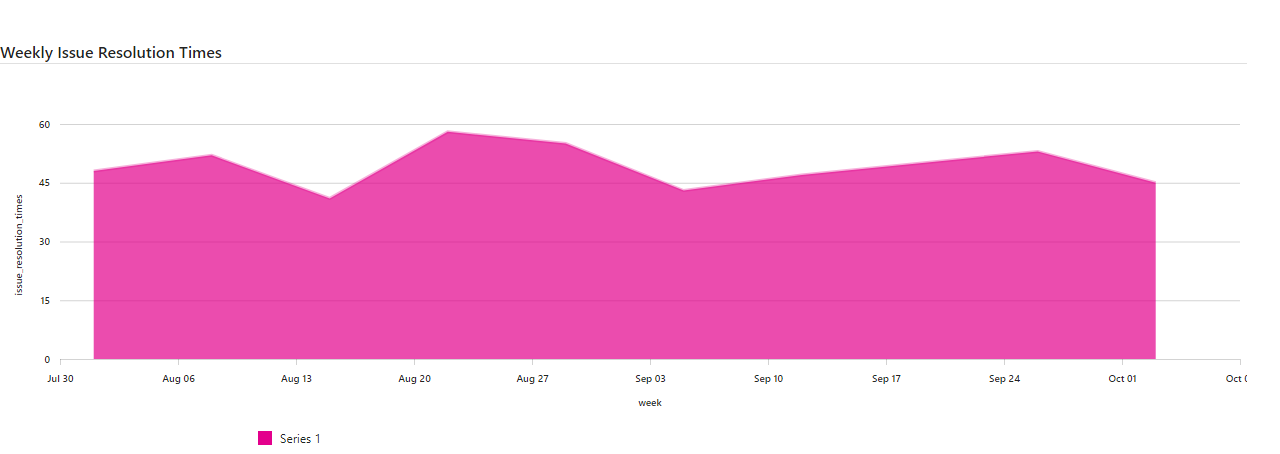 Weekly Issue Resolution Times
60
45
30
15
0
issue_resolution_times
Jul 30 Aug 06 Aug 13 Aug 20 Aug 27 Sep 03 Sep 10 Sep 17 Sep 24 Oct 01 Oct
week
Series 1